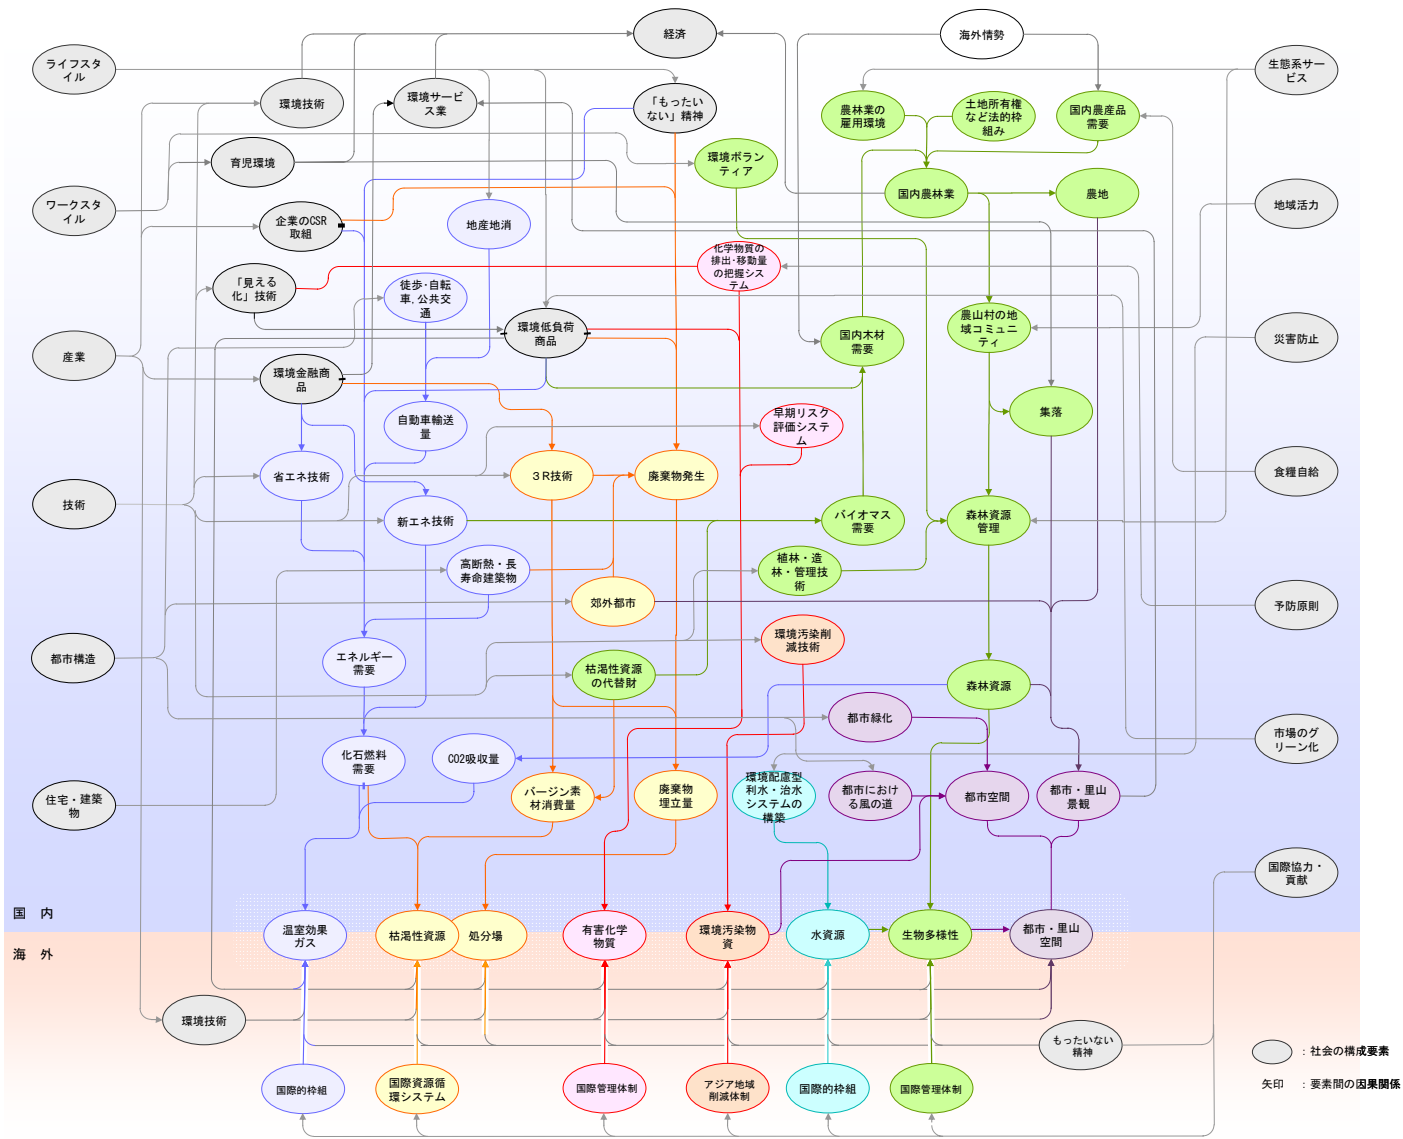 経済
海外情勢
ライフスタ
イル
環境技術
環境サービ
ス業
「もったい
ない」精神
農林業の
雇用環境
土地所有権
など法的枠
組み
国内農産品
需要
生態系サー
ビス
育児環境
環境ボラン
ティア
国内農林業
農地
ワークスタ
イル
企業のCSR
取組
地産地消
地域活力
「見える
化」技術
徒歩・自転
車,公共交
通
化学物質の
排出・移動量
の把握シス
テム
環境低負荷
商品
国内木材
需要
農山村の地
域コミュニ
ティ
災害防止
産業
環境金融商
品
自動車輸送
量
早期リスク
評価システ
ム
集落
省エネ技術
３Ｒ技術
廃棄物発生
食糧自給
技術
新エネ技術
バイオマス
需要
森林資源
管理
高断熱・長
寿命建築物
植林・造
林・管理技
術
郊外都市
予防原則
都市構造
エネルギー
需要
枯渇性資源
の代替財
環境汚染削
減技術
森林資源
都市緑化
市場のグ
リーン化
化石燃料
需要
CO2吸収量
バージン素
材消費量
廃棄物
埋立量
環境配慮型
利水・治水
システムの
構築
都市におけ
る風の道
都市空間
都市・里山
景観
住宅・建築
物
国際協力・
貢献
国　内
温室効果
ガス
枯渇性資源
処分場
有害化学
物質
環境汚染物
質
水資源
生物多様性
都市・里山
空間
海　外
環境技術
もったいない
精神
国際的枠組
国際資源循
環システム
国際管理体制
アジア地域
削減体制
国際的枠組
国際管理体制
：社会の構成要素
矢印　：要素間の因果関係